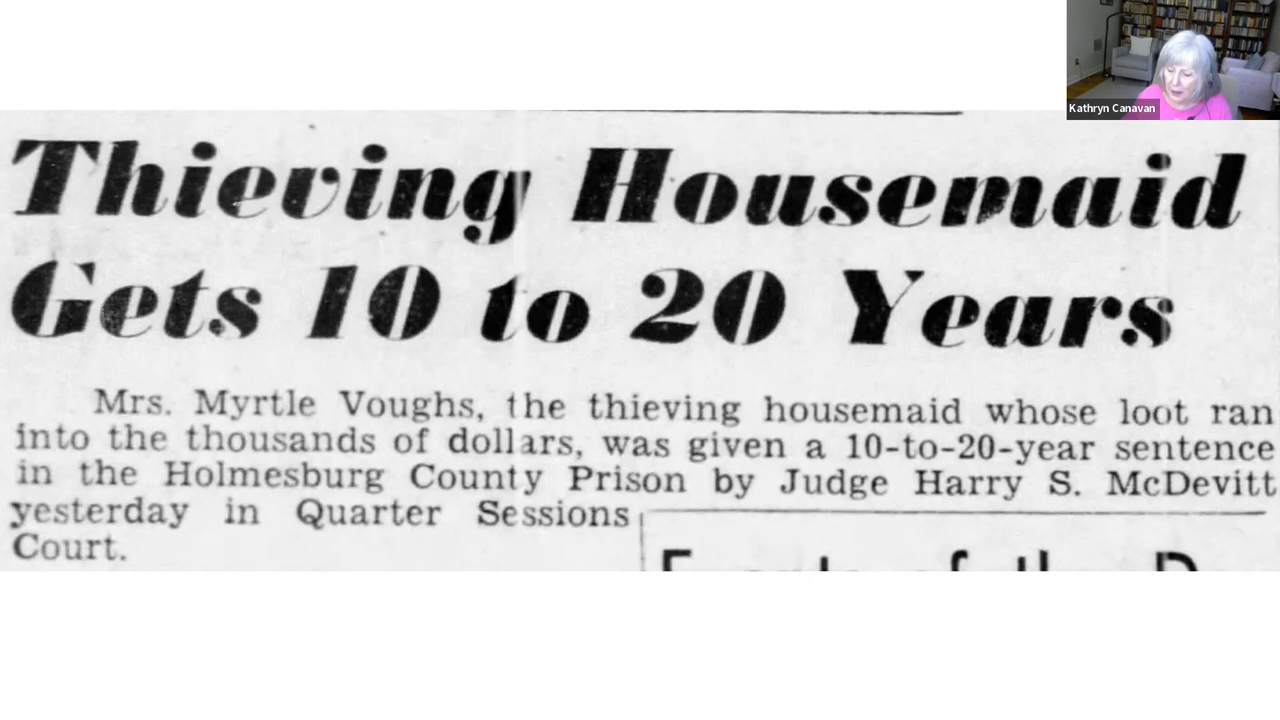 Kathryn Canavan
Thieving Housemaid
Gets 10 to 20 Years
Mrs. Myrtle Voughs, the thieving housemaid whose loot ran
into the thousands of dollars, was given a 10-to-20-year sentence
in the Holmesburg County Prison by Judge Harry S. McDevitt
yesterday in Quarter Sessions
Court.